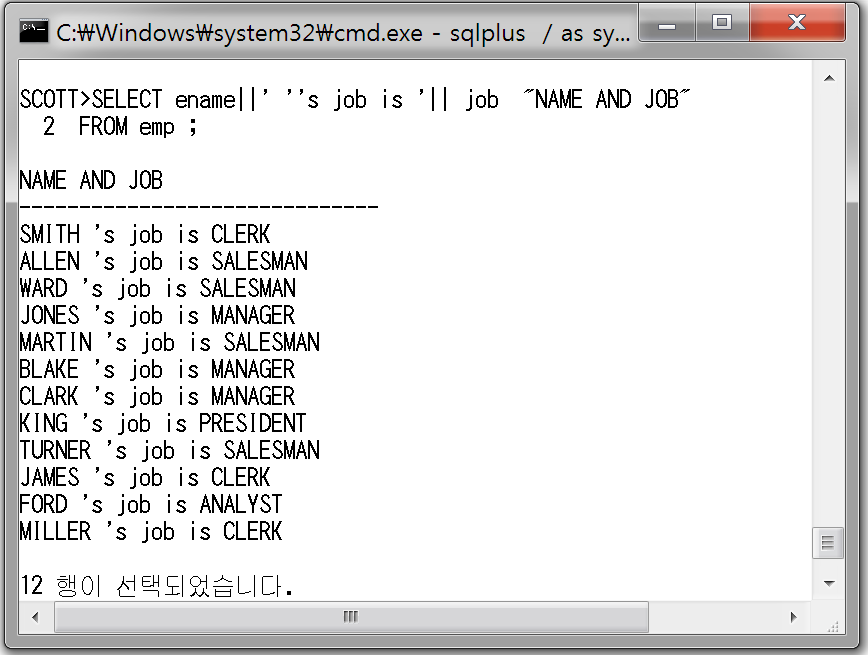 C:₩Windows₩system32₩cmd.exe - sqlplus  / as sy...
SCOTT>SELECT ename||' ''s job is '|| job  "NAME AND JOB"
  2  FROM emp ;
NAME AND JOB
------------------------------
SMITH 's job is CLERK
ALLEN 's job is SALESMAN
WARD 's job is SALESMAN
JONES 's job is MANAGER
MARTIN 's job is SALESMAN
BLAKE 's job is MANAGER
CLARK 's job is MANAGER
KING 's job is PRESIDENT
TURNER 's job is SALESMAN
JAMES 's job is CLERK
FORD 's job is ANALYST
MILLER 's job is CLERK
12 행이 선택되었습니다.